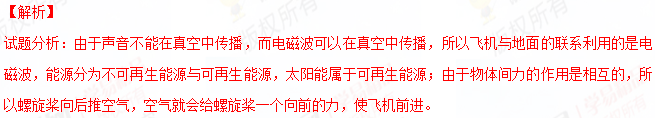 【解析】
试题分析：由于声音不能在真空中传播，而电磁波可以在真空中传播，所以飞机与地面的联系利用的是电
磁波，能源分为不可再生能源与可再生能源，太阳能属于可再生能源；由于物体间力的作用是相互的，所
以螺旋桨向后推空气，空气就会给螺旋桨一个向前的力，使飞机前进。